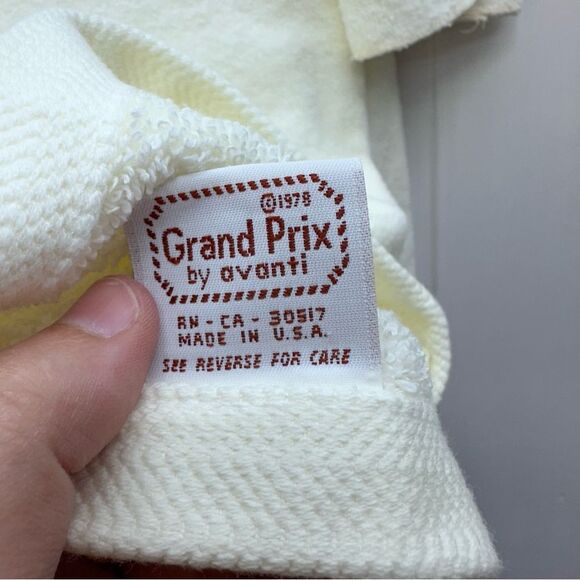 ©1978
Grand Prix
by avanti
RN - CA - 30517
MADE IN U.S.A.
SEE REVERSE FOR CARE